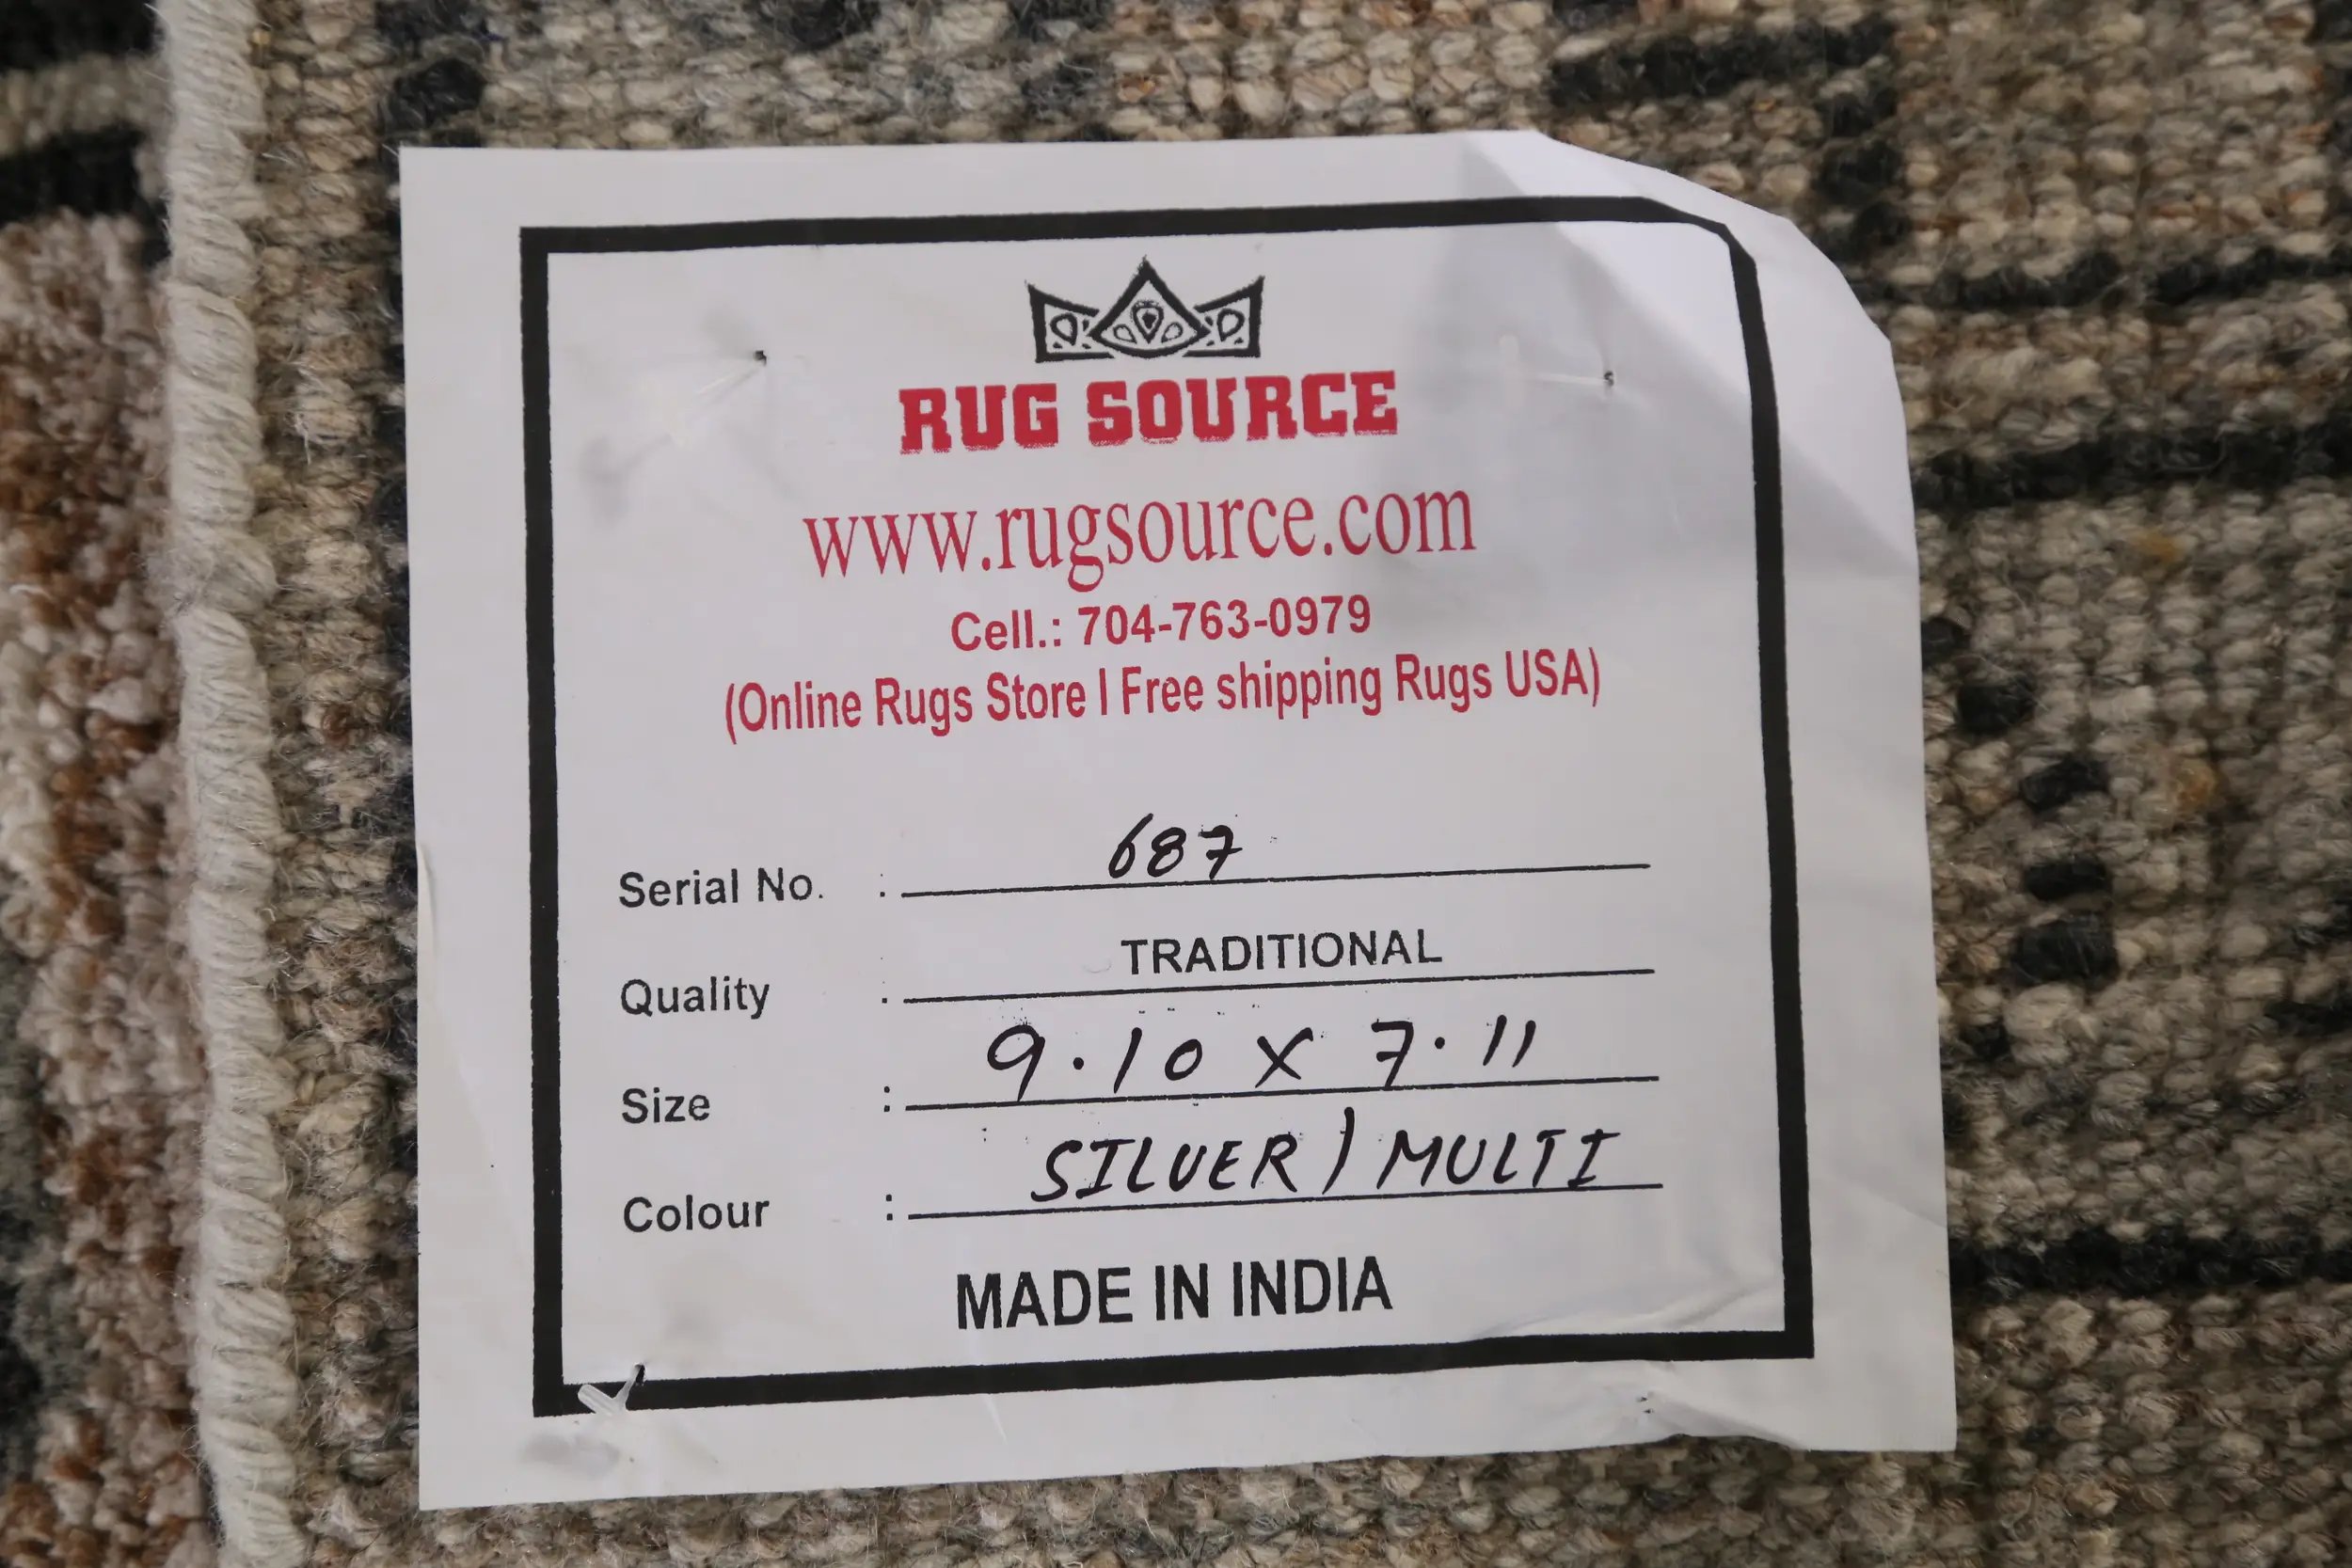 RUG SOURCE
www.rugsource.com
Cell.: 704-763-0979
(Online Rugs Store I Free shipping Rugs USA)
Serial No. : 687
Quality : TRADITIONAL
Size : 9.10 X 7.11
Colour : SILVER / MULTI
MADE IN INDIA